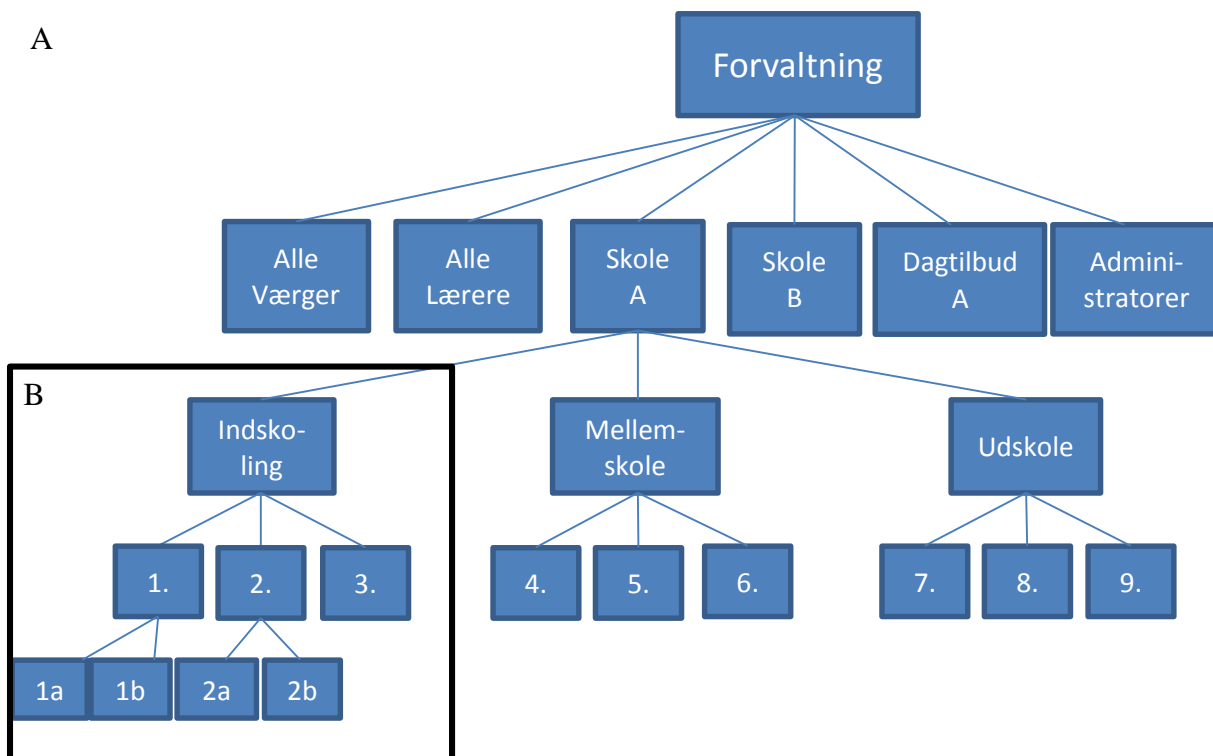 A
Forvaltning
Alle
Værger
Alle
Lærere
Skole
A
Skole
B
Dagtilbud
A
Admini-
stratorer
B
Indsko-
ling
Mellem-
skole
Udskole
1.
2.
3.
4.
5.
6.
7.
8.
9.
1a
1b
2a
2b